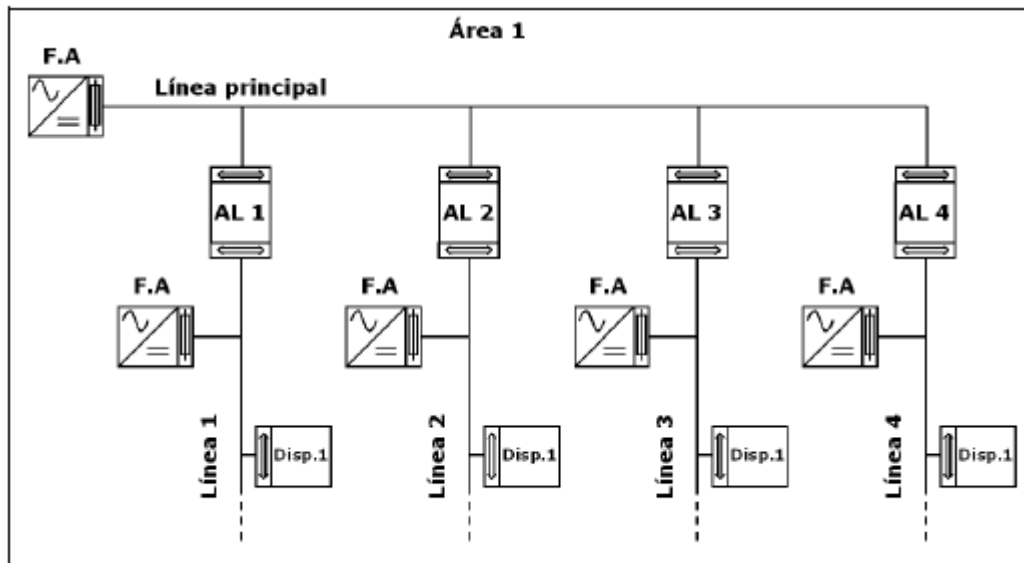 Área 1
F.A
Línea principal
AL 1
AL 2
AL 3
AL 4
F.A
F.A
F.A
F.A
Línea 1
Disp.1
Línea 2
Disp.1
Línea 3
Disp.1
Línea 4
Disp.1